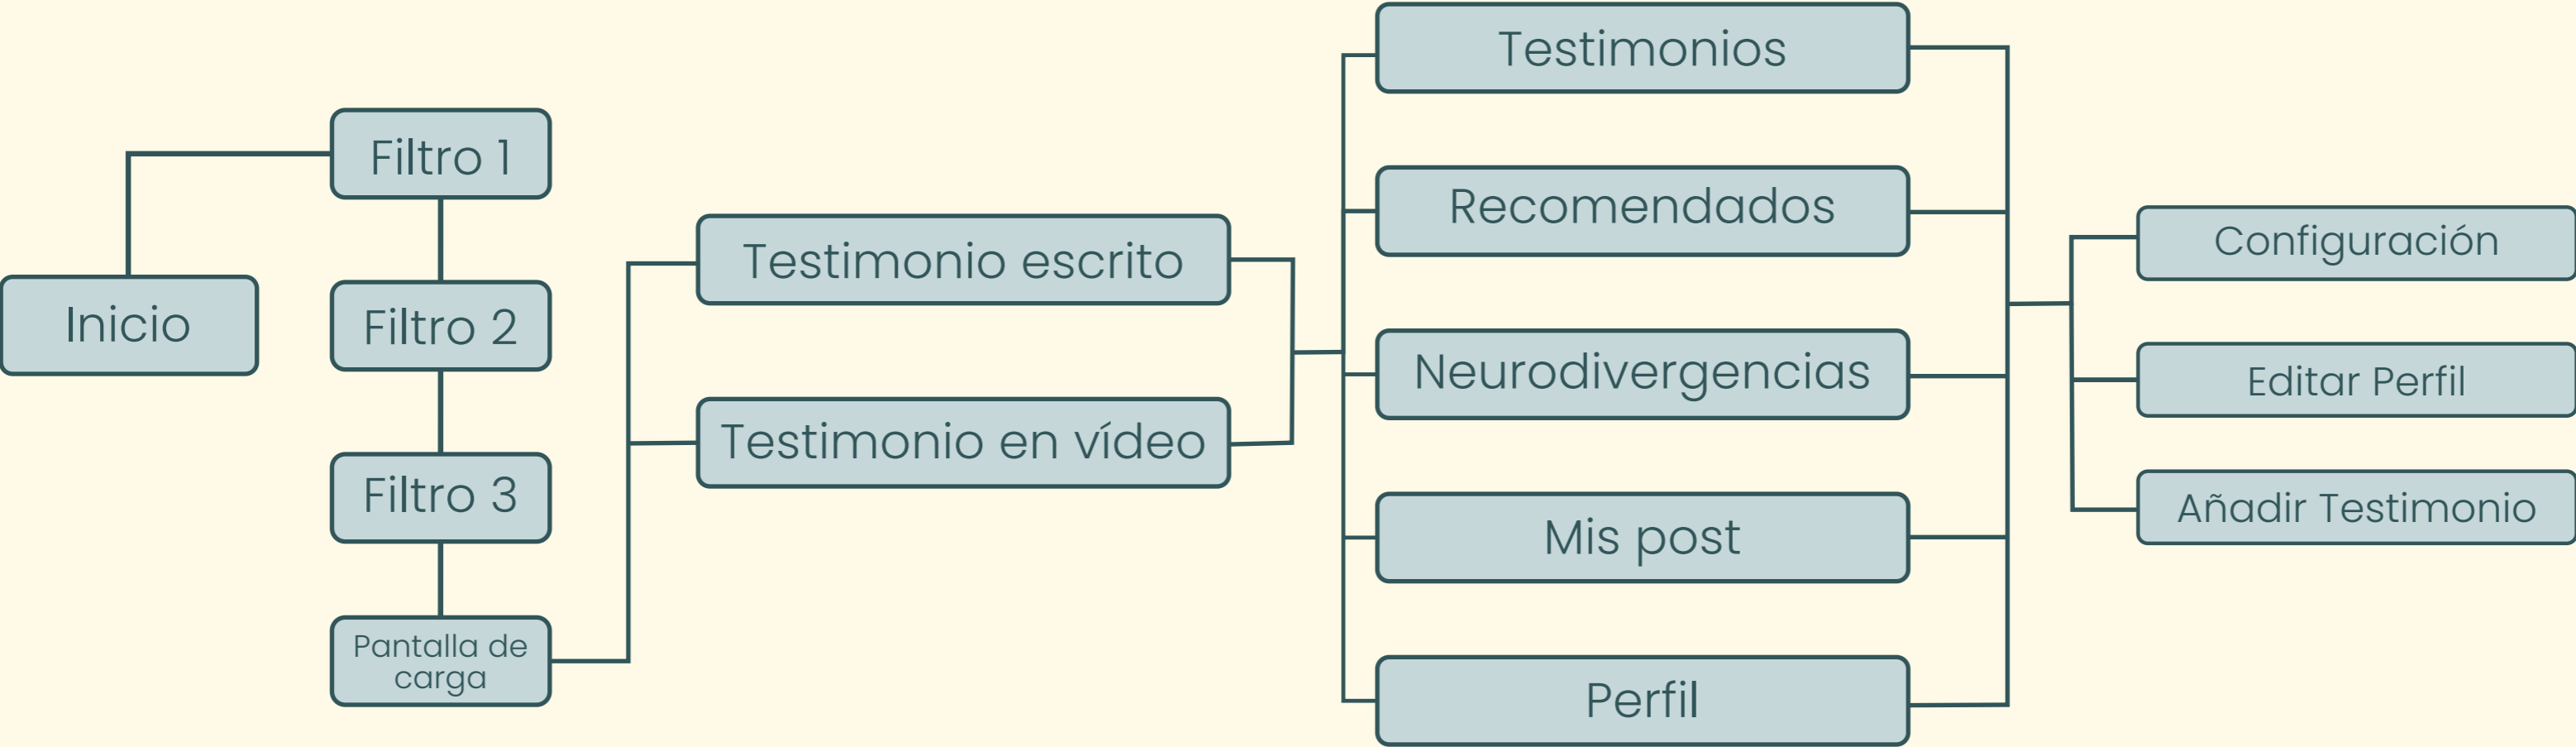 Inicio
Filtro 1
Filtro 2
Filtro 3
Pantalla de
carga
Testimonio escrito
Testimonio en vídeo
Testimonios
Recomendados
Neurodivergencias
Mis post
Perfil
Configuración
Editar Perfil
Añadir Testimonio